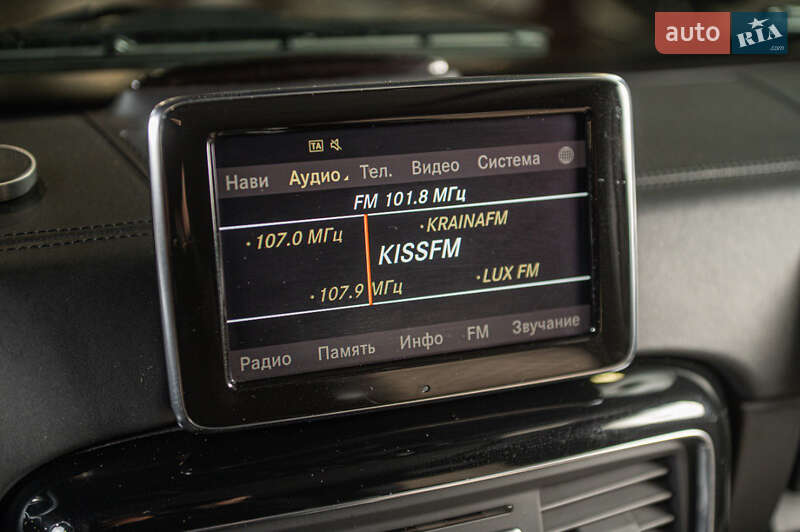 auto RIA .com
TA
Нави Аудио Тел. Видео Система
FM 101.8 МГц
·107.0 МГц ·KRAINAFM
KISSFM
·107.9 МГц ·LUX FM
Радио Память Инфо FM Звучание